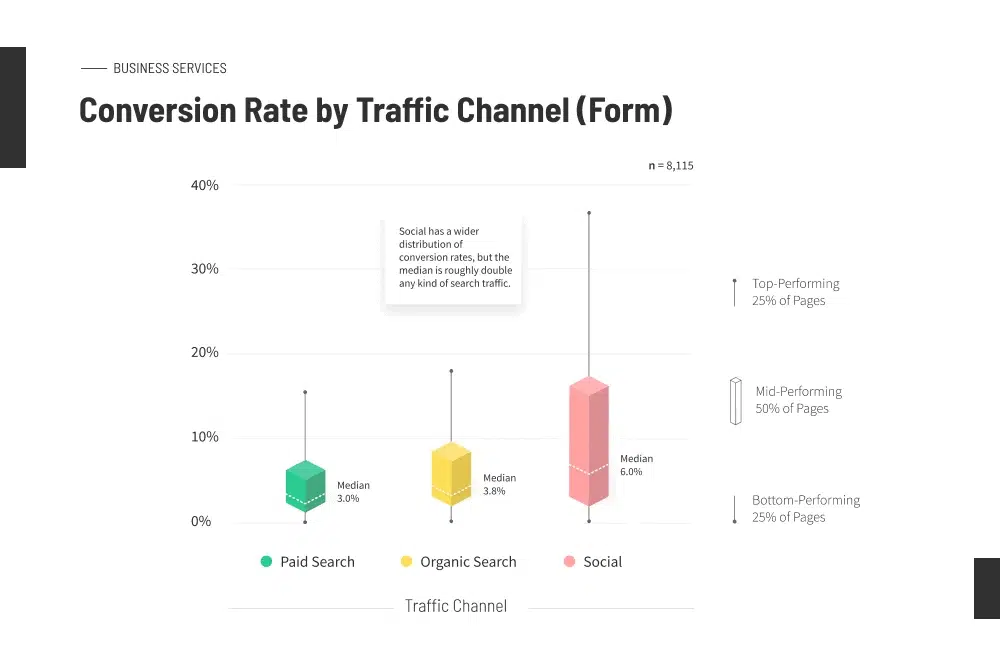 BUSINESS SERVICES
Conversion Rate by Traffic Channel (Form)
n = 8,115
40%
30%
20%
10%
0%
Social has a wider
distribution of
conversion rates, but the
median is roughly double
any kind of search traffic.
Median
3.0%
Median
3.8%
Median
6.0%
Top-Performing
25% of Pages
Mid-Performing
50% of Pages
Bottom-Performing
25% of Pages
Paid Search
Organic Search
Social
Traffic Channel